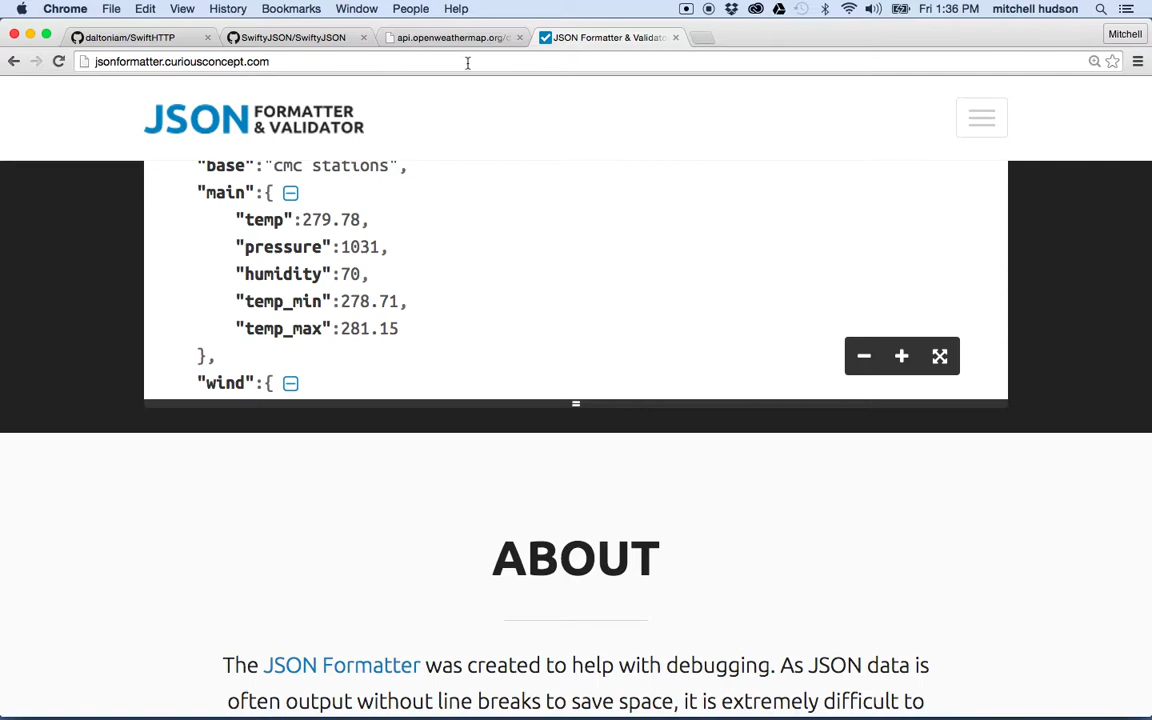 Chrome File Edit View History Bookmarks Window People Help Fri 1:36 PM mitchell hudson
daltoniam/SwiftHTTP SwiftyJSON/SwiftyJSON api.openweathermap.org/ JSON Formatter & Validato Mitchell
jsonformatter.curiousconcept.com
JSON FORMATTER & VALIDATOR
"base":"cmc stations",
"main":{
"temp":279.78,
"pressure":1031,
"humidity":70,
"temp_min":278.71,
"temp_max":281.15
},
"wind":{
ABOUT
The JSON Formatter was created to help with debugging. As JSON data is
often output without line breaks to save space, it is extremely difficult to